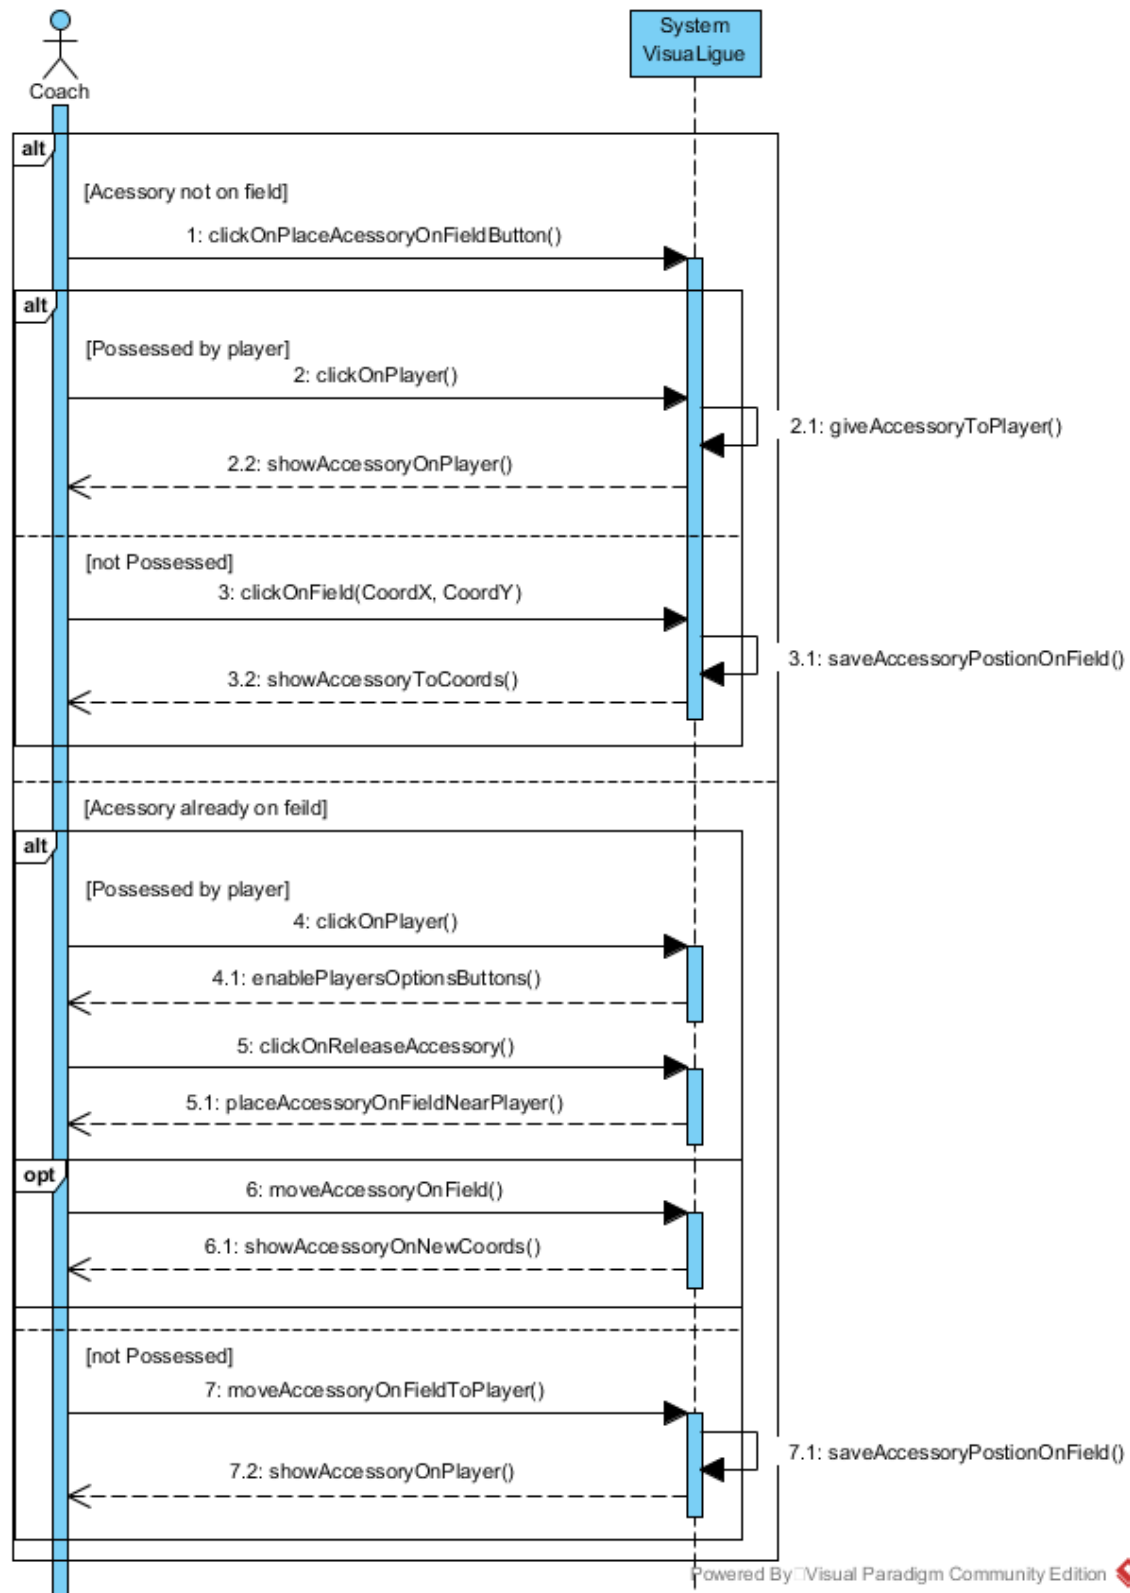 System
VisuaLigue
Coach
alt
[Acessory not on field]
1: clickOnPlaceAcessoryOnFieldButton()
alt
[Possessed by player]
2: clickOnPlayer()
2.1: giveAccessoryToPlayer()
2.2: showAccessoryOnPlayer()
[not Possessed]
3: clickOnField(CoordX, CoordY)
3.1: saveAccessoryPostionOnField()
3.2: showAccessoryToCoords()
[Acessory already on feild]
alt
[Possessed by player]
4: clickOnPlayer()
4.1: enablePlayersOptionsButtons()
5: clickOnReleaseAccessory()
5.1: placeAccessoryOnFieldNearPlayer()
opt
6: moveAccessoryOnField()
6.1: showAccessoryOnNewCoords()
[not Possessed]
7: moveAccessoryOnFieldToPlayer()
7.1: saveAccessoryPostionOnField()
7.2: showAccessoryOnPlayer()
Powered By Visual Paradigm Community Edition